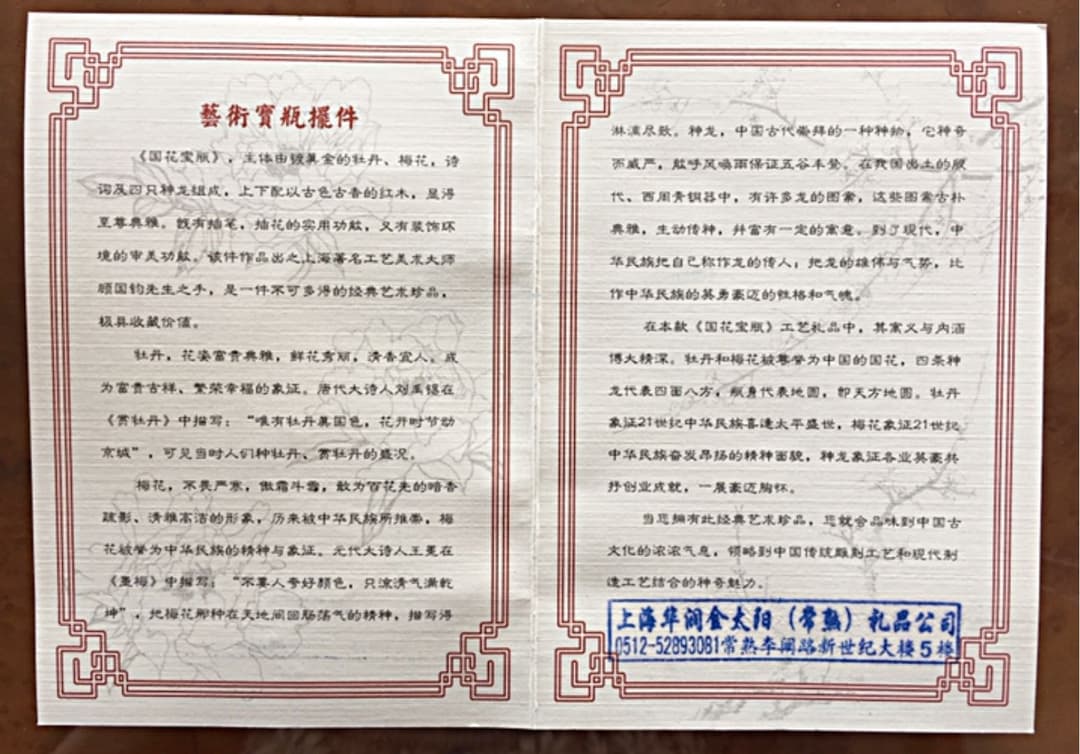 藝術寳瓶擺件
《国花宝瓶》，主体由镀真金的牡丹、梅花，诗
词及四只神龙组成，上下配以古色古香的红木，显得
至尊典雅。既有插笔，插花的实用功能，又有装饰环
境的审美功能。该件作品出之上海著名工艺美术大师
顾国钧先生之手，是一件不可多得的经典艺术珍品，
极具收藏价值。
牡丹，花姿富贵典雅，鲜花秀丽，清香宜人。成
为富贵吉祥、繁荣幸福的象征。唐代大诗人刘禹锡在
《赏牡丹》中描写：“唯有牡丹真国色，花开时节动
京城”，可见当时人们种牡丹、赏牡丹的盛况。
梅花，不畏严寒，傲霜斗雪，敢为百花先的暗香
疏影、清雅高洁的形象，历来被中华民族所推崇，梅
花被誉为中华民族的精神与象证。元代大诗人王冕在
《墨梅》中描写：“不要人夸好颜色，只流清气满乾
坤”，把梅花那种在天地间回肠荡气的精神，描写得
淋漓尽致。神龙，中国古代崇拜的一种神物，它神奇
而威严，能呼风唤雨保证五谷丰登。在我国出土的殷
代、西周青铜器中，有许多龙的图案，这些图案古朴
典雅，生动传神，并富有一定的寓意。到了现代，中
华民族把自己称作龙的传人；把龙的雄伟与气势，比
作中华民族的英勇豪迈的性格和气魄。
在本款《国花宝瓶》工艺礼品中，其寓义与内涵
博大精深。牡丹和梅花被尊誉为中国的国花，四条神
龙代表四面八方，瓶身代表地圆，即天方地圆。牡丹
象证21世纪中华民族喜逢太平盛世，梅花象证21世纪
中华民族奋发昂扬的精神面貌，神龙象证各业英豪共
抒创业成就，一展豪迈胸怀。
当您拥有此经典艺术珍品，您就会品味到中国古
文化的浓浓气息，领略到中国传统雕刻工艺和现代制
造工艺结合的神奇魅力。
上海华润金太阳（常熟）礼品公司
0512-52893081常熟李闸路新世纪大楼5楼